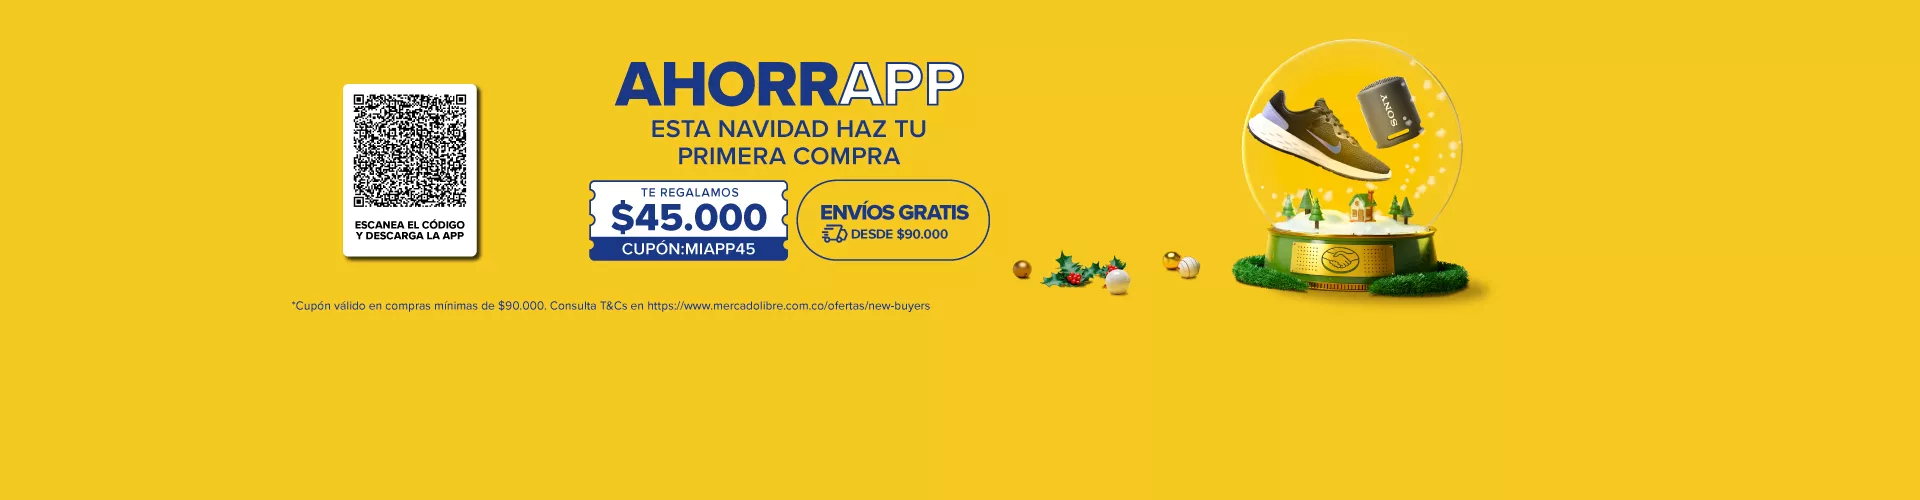 AHORRAPP
ESTA NAVIDAD HAZ TU
PRIMERA COMPRA
ESCANEA EL CÓDIGO
Y DESCARGA LA APP
TE REGALAMOS
$45.000
CUPÓN:MIAPP45
ENVÍOS GRATIS
DESDE $90.000
SONY
*Cupón válido en compras mínimas de $90.000. Consulta T&Cs en https://www.mercadolibre.com.co/ofertas/new-buyers